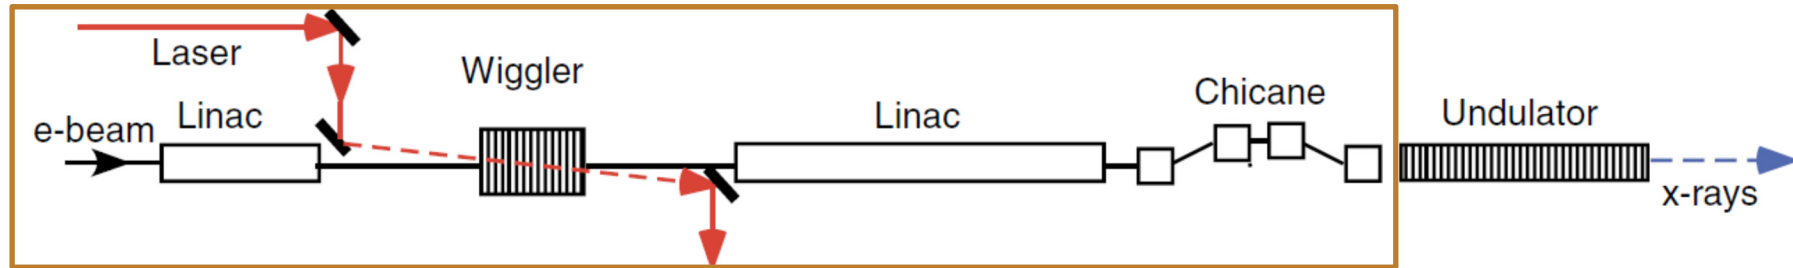 Laser
Wiggler
Chicane
Linac
Linac
Undulator
e-beam
x-rays